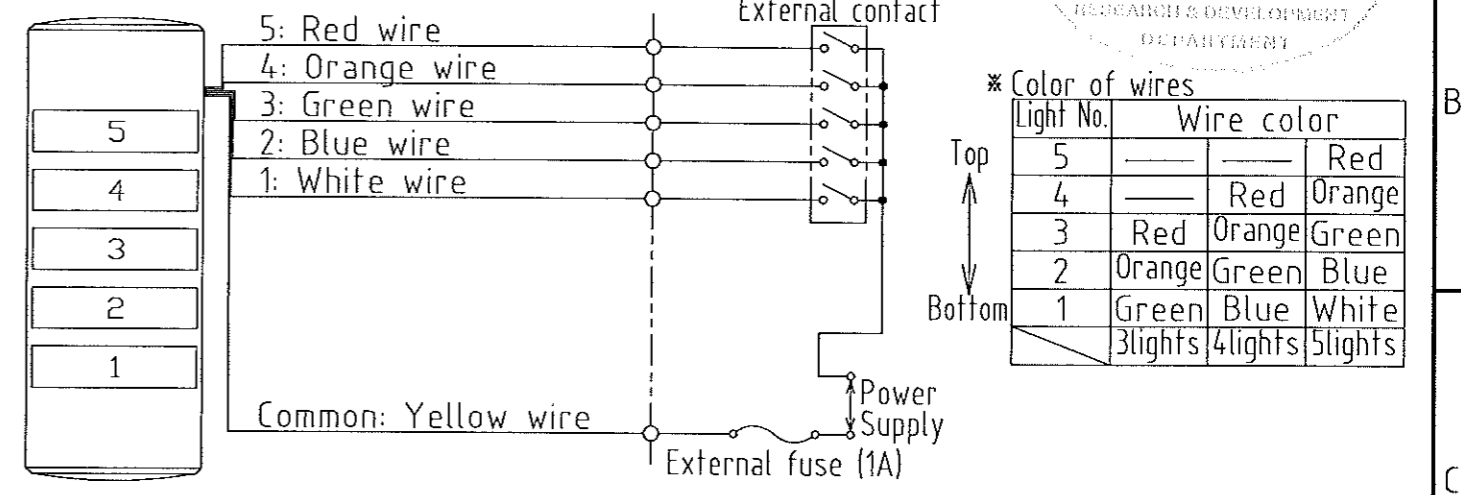 External contact
5: Red wire
4: Orange wire
3: Green wire
2: Blue wire
1: White wire
5
4
3
2
1
Common: Yellow wire
External fuse (1A)
Power
Supply
RESEARCH & DEVELOPMENT
DEPARTMENT
※ Color of wires
Light No. Wire color
Top
5 —— —— Red
4 —— Red Orange
3 Red Orange Green
2 Orange Green Blue
Bottom
1 Green Blue White
3lights 4lights 5lights
B
C